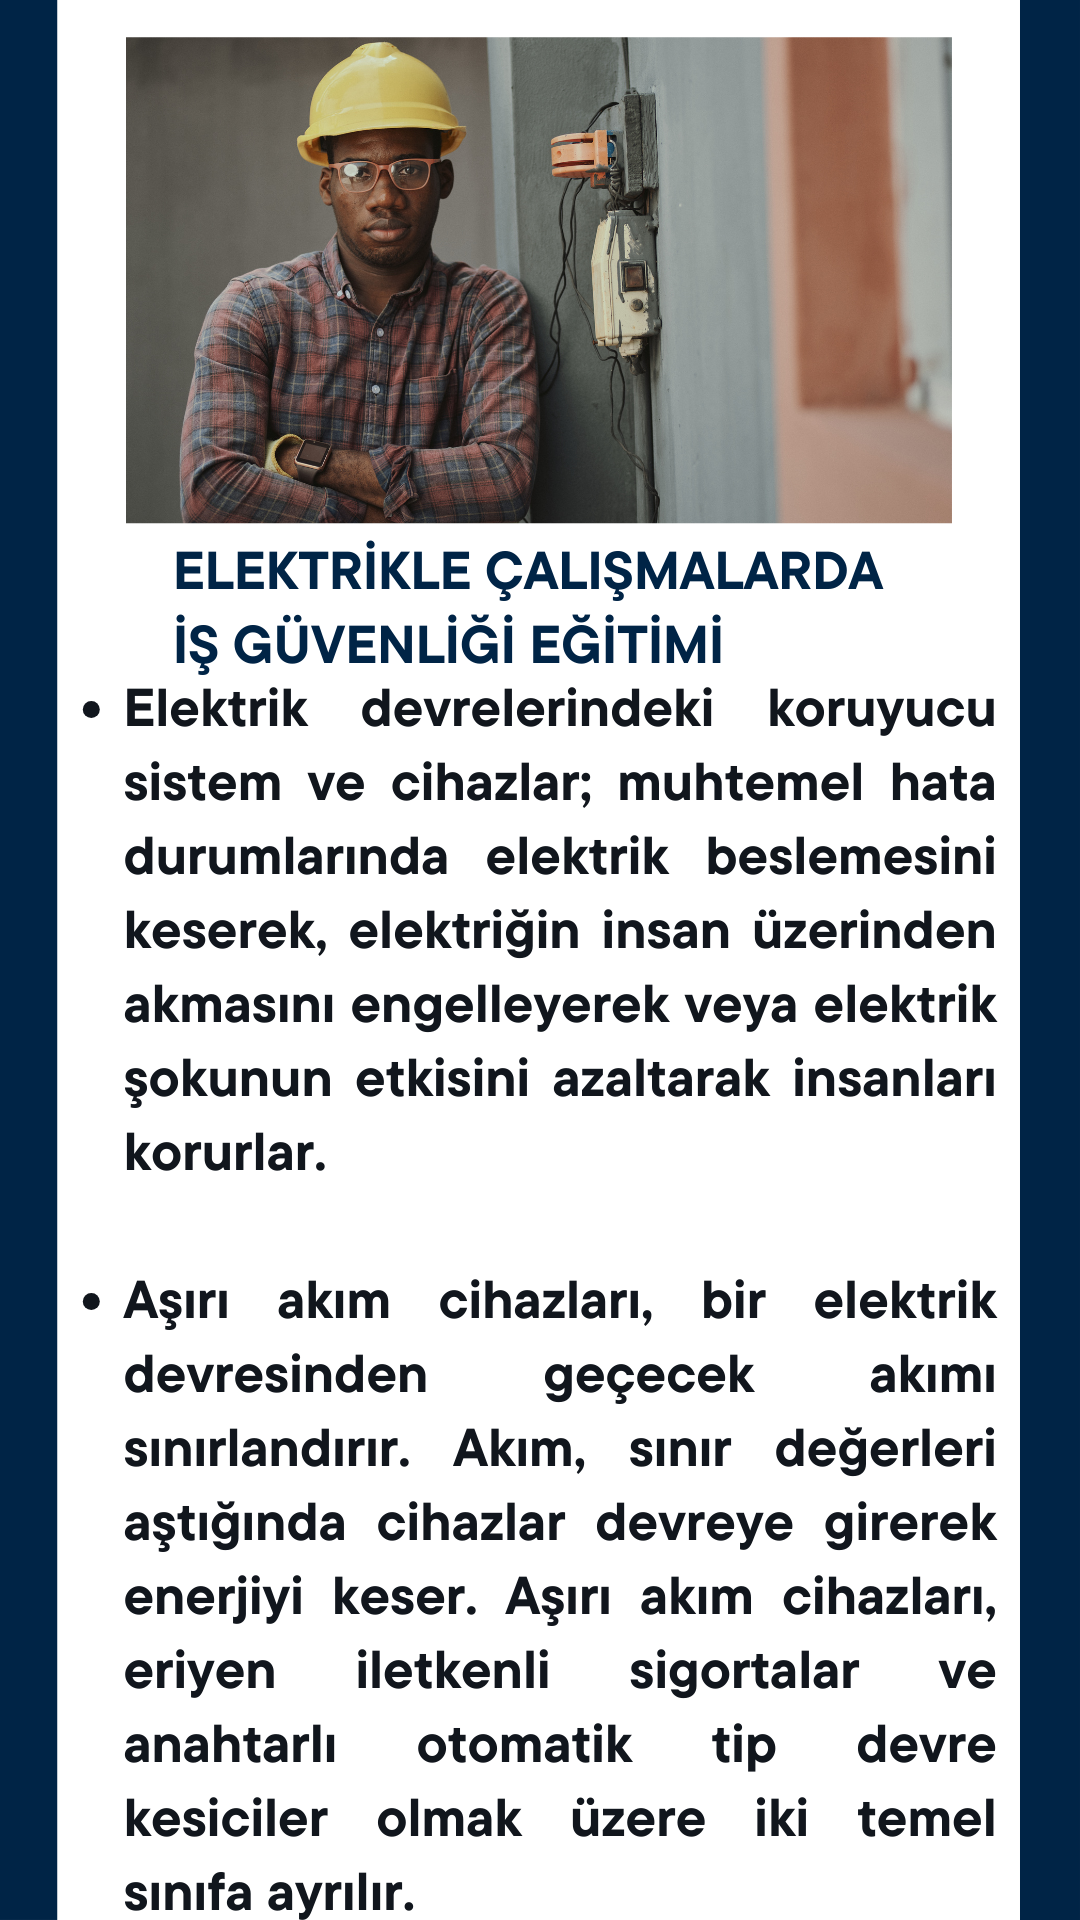 ELEKTRİKLE ÇALIŞMALARDA
İŞ GÜVENLİĞİ EĞİTİMİ
• Elektrik devrelerindeki koruyucu
sistem ve cihazlar; muhtemel hata
durumlarında elektrik beslemesini
keserek, elektriğin insan üzerinden
akmasını engelleyerek veya elektrik
şokunun etkisini azaltarak insanları
korurlar.
• Aşırı akım cihazları, bir elektrik
devresinden geçecek akımı
sınırlandırır. Akım, sınır değerleri
aştığında cihazlar devreye girerek
enerjiyi keser. Aşırı akım cihazları,
eriyen iletkenli sigortalar ve
anahtarlı otomatik tip devre
kesiciler olmak üzere iki temel
sınıfa ayrılır.